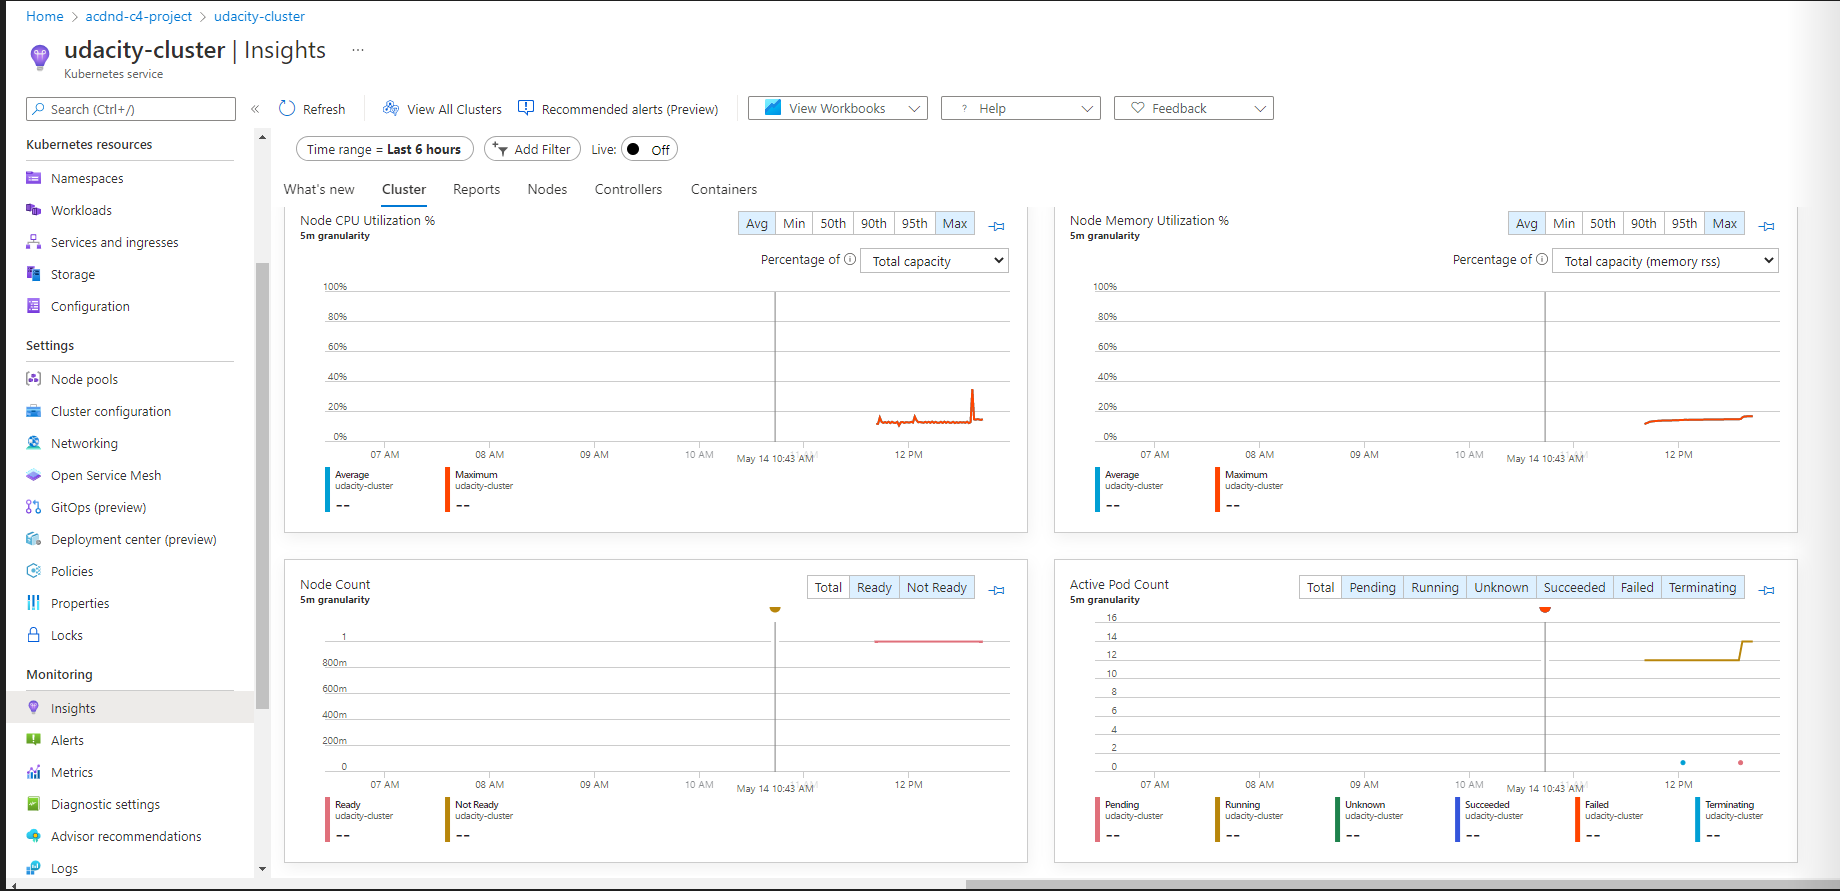 Home > acdnd-c4-project > udacity-cluster
udacity-cluster | Insights ...
Kubernetes service
Search (Ctrl+/)
«
Refresh
View All Clusters
Recommended alerts (Preview)
View Workbooks
? Help
Feedback
Kubernetes resources
Namespaces
Workloads
Services and ingresses
Storage
Configuration
Settings
Node pools
Cluster configuration
Networking
Open Service Mesh
GitOps (preview)
Deployment center (preview)
Policies
Properties
Locks
Monitoring
Insights
Alerts
Metrics
Diagnostic settings
Advisor recommendations
Logs
Time range = Last 6 hours
Add Filter
Live: Off
What's new Cluster Reports Nodes Controllers Containers
Node CPU Utilization %
5m granularity
Avg Min 50th 90th 95th Max
Percentage of Total capacity
100%
80%
60%
40%
20%
0%
07 AM 08 AM 09 AM 10 AM May 14 10:43 AM 12 PM
Average
udacity-cluster
--
Maximum
udacity-cluster
--
Node Memory Utilization %
5m granularity
Avg Min 50th 90th 95th Max
Percentage of Total capacity (memory rss)
100%
80%
60%
40%
20%
0%
07 AM 08 AM 09 AM 10 AM May 14 10:43 AM 12 PM
Average
udacity-cluster
--
Maximum
udacity-cluster
--
Node Count
5m granularity
Total Ready Not Ready
1
800m
600m
400m
200m
0
07 AM 08 AM 09 AM 10 AM May 14 10:43 AM 12 PM
Ready
udacity-cluster
--
Not Ready
udacity-cluster
--
Active Pod Count
5m granularity
Total Pending Running Unknown Succeeded Failed Terminating
16
14
12
10
8
6
4
2
0
07 AM 08 AM 09 AM 10 AM May 14 10:43 AM 12 PM
Pending
udacity-cluster
--
Running
udacity-cluster
--
Unknown
udacity-cluster
--
Succeeded
udacity-cluster
--
Failed
udacity-cluster
--
Terminating
udacity-cluster
--